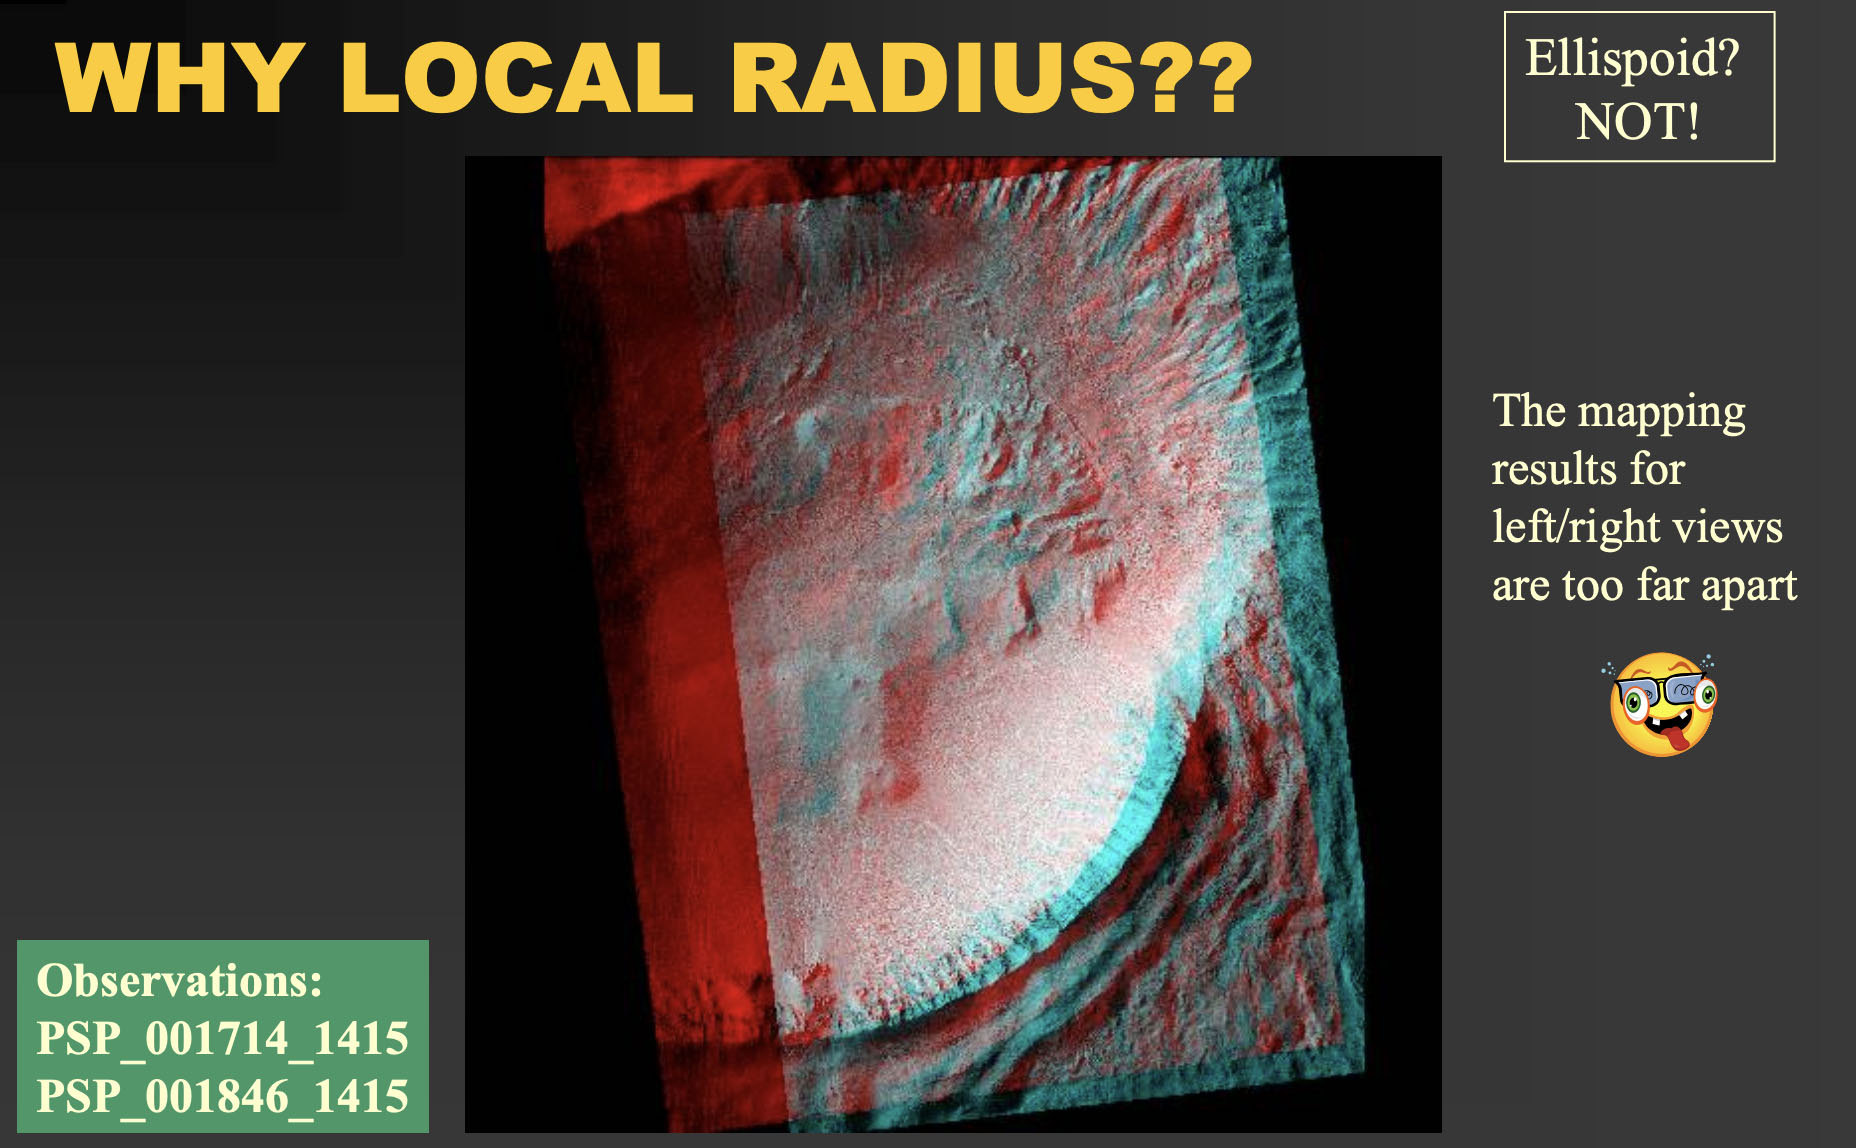 WHY LOCAL RADIUS??
Ellispoid?
NOT!
The mapping
results for
left/right views
are too far apart
Observations:
PSP_001714_1415
PSP_001846_1415